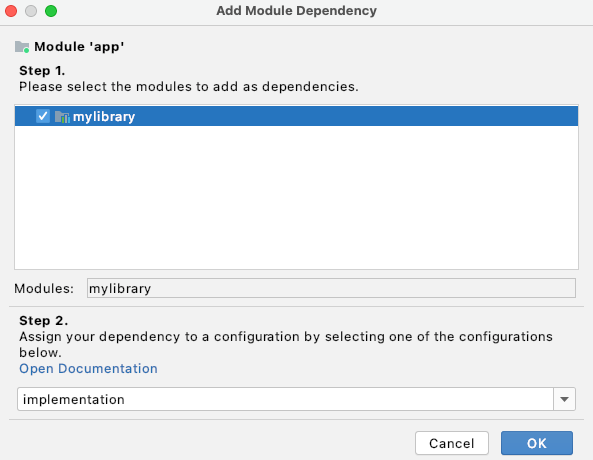 Add Module Dependency
Module 'app'
Step 1.
Please select the modules to add as dependencies.
mylibrary
Modules: mylibrary
Step 2.
Assign your dependency to a configuration by selecting one of the configurations
below.
Open Documentation
implementation
Cancel OK